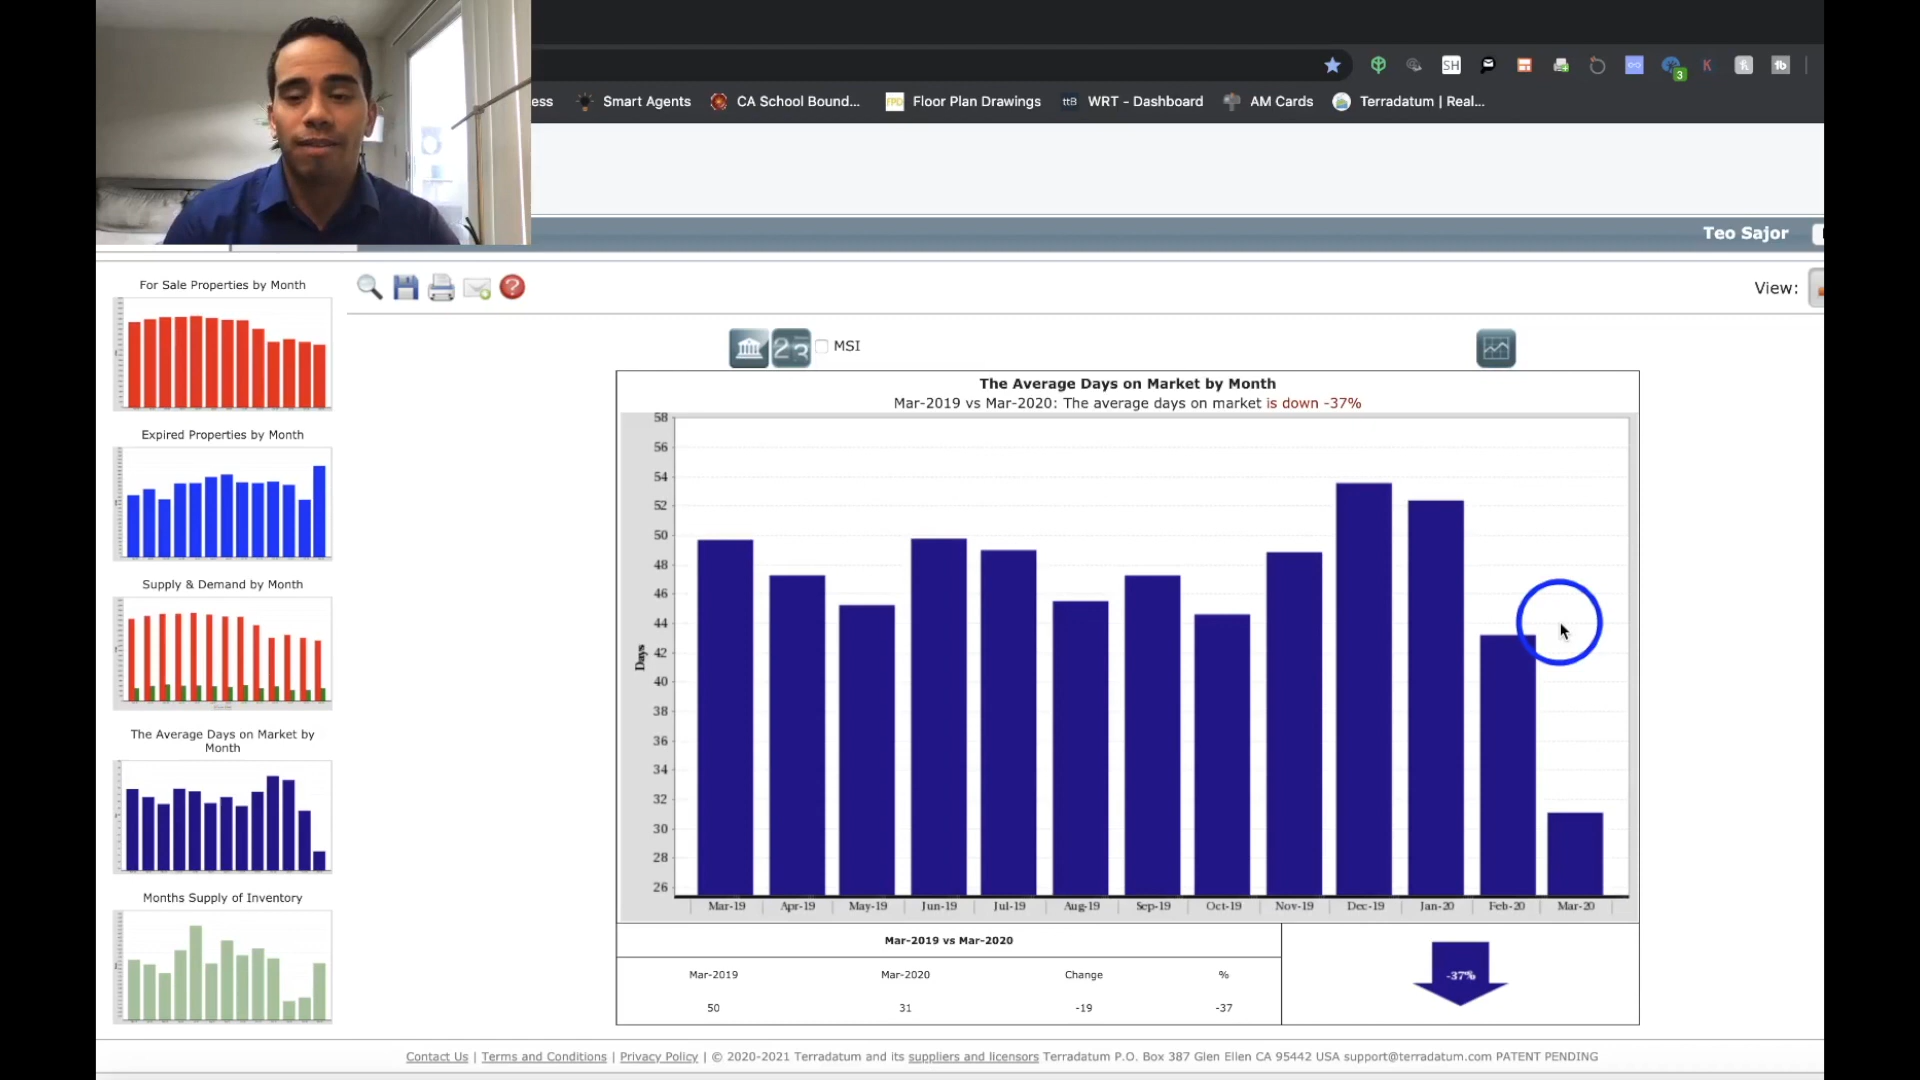 SH
3
K
tb
ess
Smart Agents
CA School Bound...
FPD
Floor Plan Drawings
ttB
WRT - Dashboard
AM Cards
Terradatum | Real...
Teo Sajor
For Sale Properties by Month
View:
23
MSI
The Average Days on Market by Month
Mar-2019 vs Mar-2020: The average days on market is down -37%
58
56
54
52
50
48
46
44
42
40
38
36
34
32
30
28
26
Days
Mar-19 Apr-19 May-19 Jun-19 Jul-19 Aug-19 Sep-19 Oct-19 Nov-19 Dec-19 Jan-20 Feb-20 Mar-20
Expired Properties by Month
Supply & Demand by Month
The Average Days on Market by
Month
Months Supply of Inventory
Mar-2019 vs Mar-2020
Mar-2019 Mar-2020 Change %
50 31 -19 -37
-37%
Contact Us | Terms and Conditions | Privacy Policy | © 2020-2021 Terradatum and its suppliers and licensors Terradatum P.O. Box 387 Glen Ellen CA 95442 USA support@terradatum.com PATENT PENDING